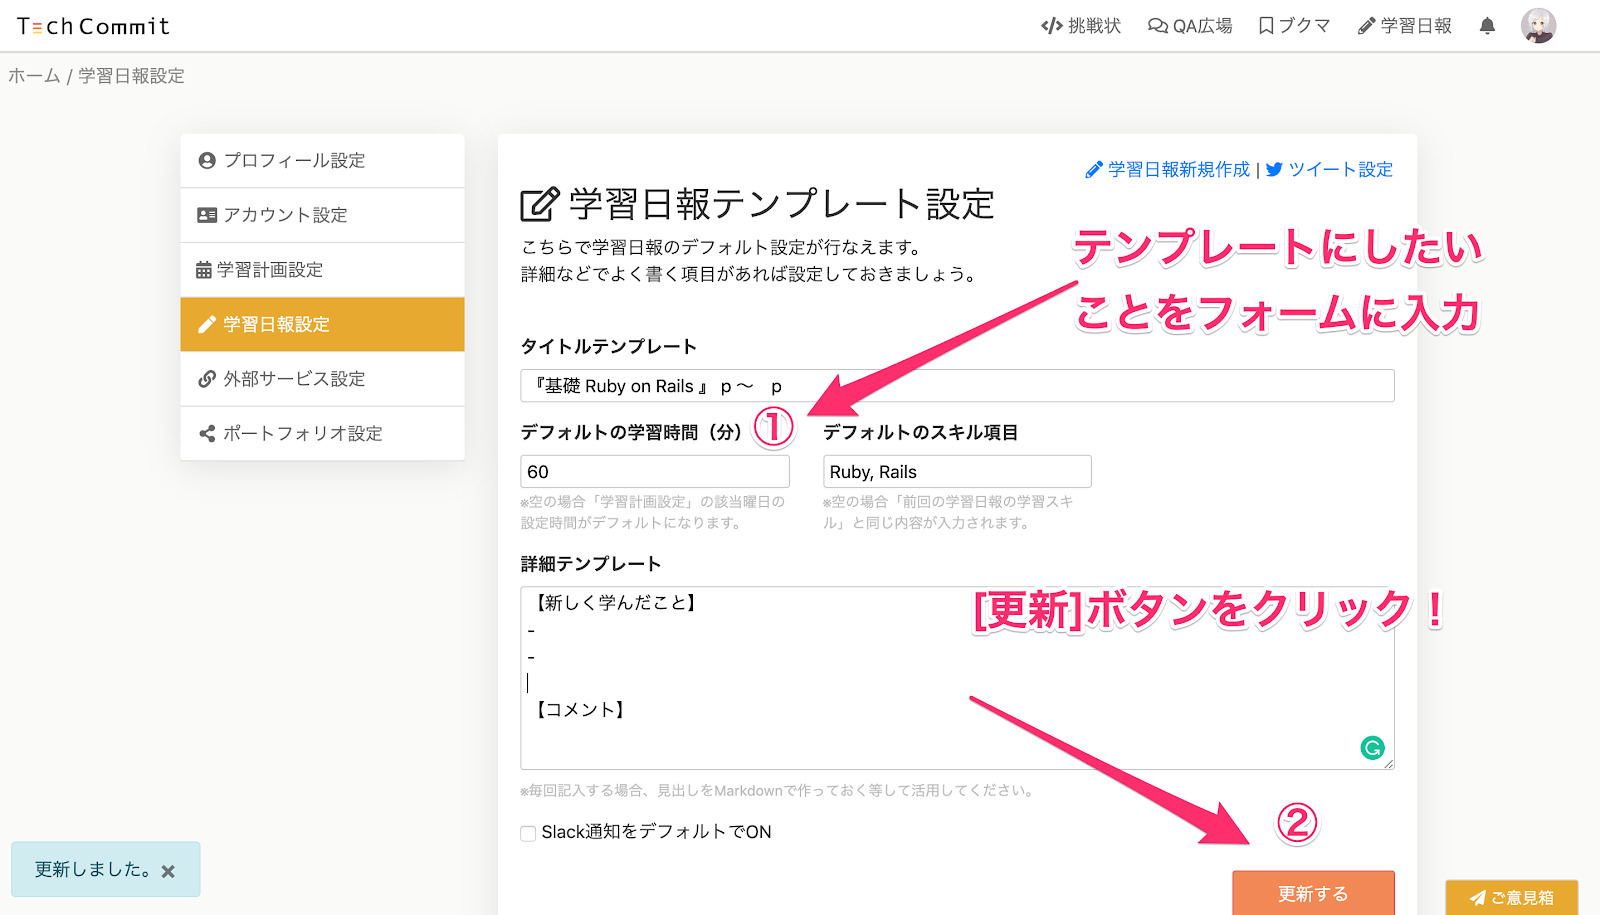 Tech Commit
挑戦状 QA広場 ブクマ 学習日報
ホーム / 学習日報設定
プロフィール設定
アカウント設定
学習計画設定
学習日報設定
外部サービス設定
ポートフォリオ設定
学習日報新規作成 | ツイート設定
学習日報テンプレート設定
こちらで学習日報のデフォルト設定が行なえます。
詳細などでよく書く項目があれば設定しておきましょう。
テンプレートにしたい
ことをフォームに入力
タイトルテンプレート
『基礎 Ruby on Rails 』 p 〜　p
①
デフォルトの学習時間（分）
60
※空の場合「学習計画設定」の該当曜日の
設定時間がデフォルトになります。
デフォルトのスキル項目
Ruby, Rails
※空の場合「前回の学習日報の学習スキ
ル」と同じ内容が入力されます。
詳細テンプレート
【新しく学んだこと】
-
-
【コメント】
[更新]ボタンをクリック！
※毎回記入する場合、見出しをMarkdownで作っておく等して活用してください。
Slack通知をデフォルトでON
②
更新する
更新しました。 ×
ご意見箱